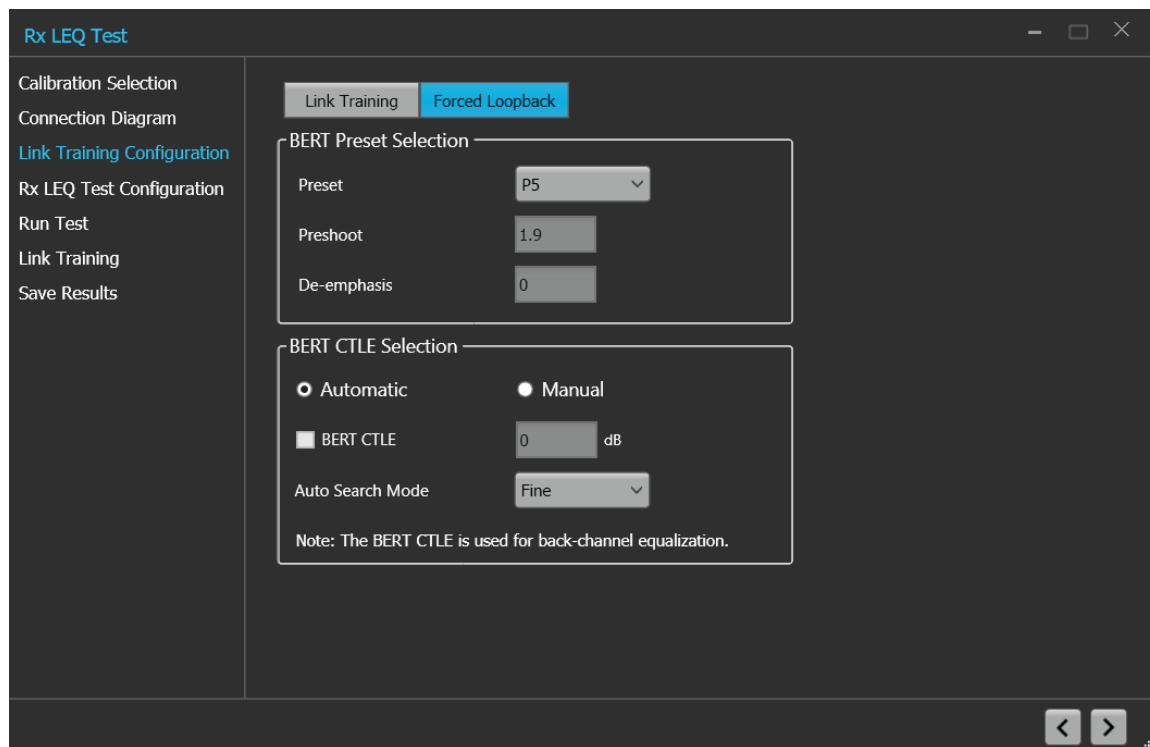 Rx LEQ Test
Calibration Selection
Connection Diagram
Link Training Configuration
Rx LEQ Test Configuration
Run Test
Link Training
Save Results
Link Training
Forced Loopback
BERT Preset Selection
Preset
P5
Preshoot
1.9
De-emphasis
0
BERT CTLE Selection
Automatic
Manual
BERT CTLE
0
dB
Auto Search Mode
Fine
Note: The BERT CTLE is used for back-channel equalization.